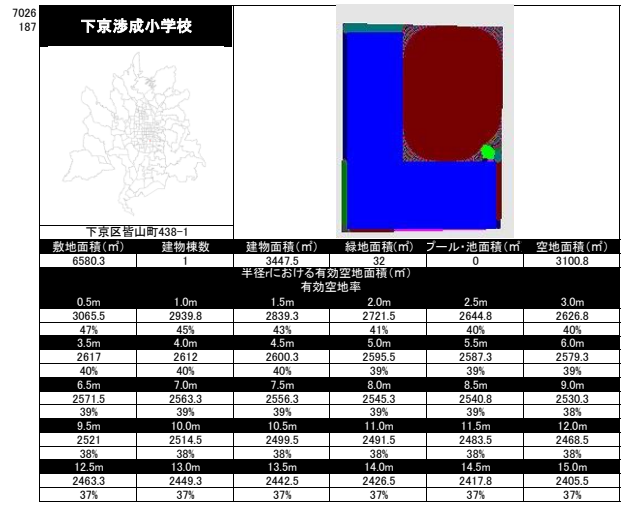 7026
187
下京渉成小学校
下京区皆山町438-1
敷地面積(㎡) 建物棟数 建物面積(㎡) 緑地面積(㎡) プール・池面積(㎡ 空地面積(㎡)
6580.3 1 3447.5 32 0 3100.8
半径rにおける有効空地面積(㎡)
有効空地率
0.5m 1.0m 1.5m 2.0m 2.5m 3.0m
3065.5 2939.8 2839.3 2721.5 2644.8 2626.8
47% 45% 43% 41% 40% 40%
3.5m 4.0m 4.5m 5.0m 5.5m 6.0m
2617 2612 2600.3 2595.5 2587.3 2579.3
40% 40% 40% 39% 39% 39%
6.5m 7.0m 7.5m 8.0m 8.5m 9.0m
2571.5 2563.3 2556.3 2545.3 2540.8 2530.3
39% 39% 39% 39% 39% 38%
9.5m 10.0m 10.5m 11.0m 11.5m 12.0m
2521 2514.5 2499.5 2491.5 2483.5 2468.5
38% 38% 38% 38% 38% 38%
12.5m 13.0m 13.5m 14.0m 14.5m 15.0m
2463.3 2449.3 2442.5 2426.5 2417.8 2405.5
37% 37% 37% 37% 37% 37%